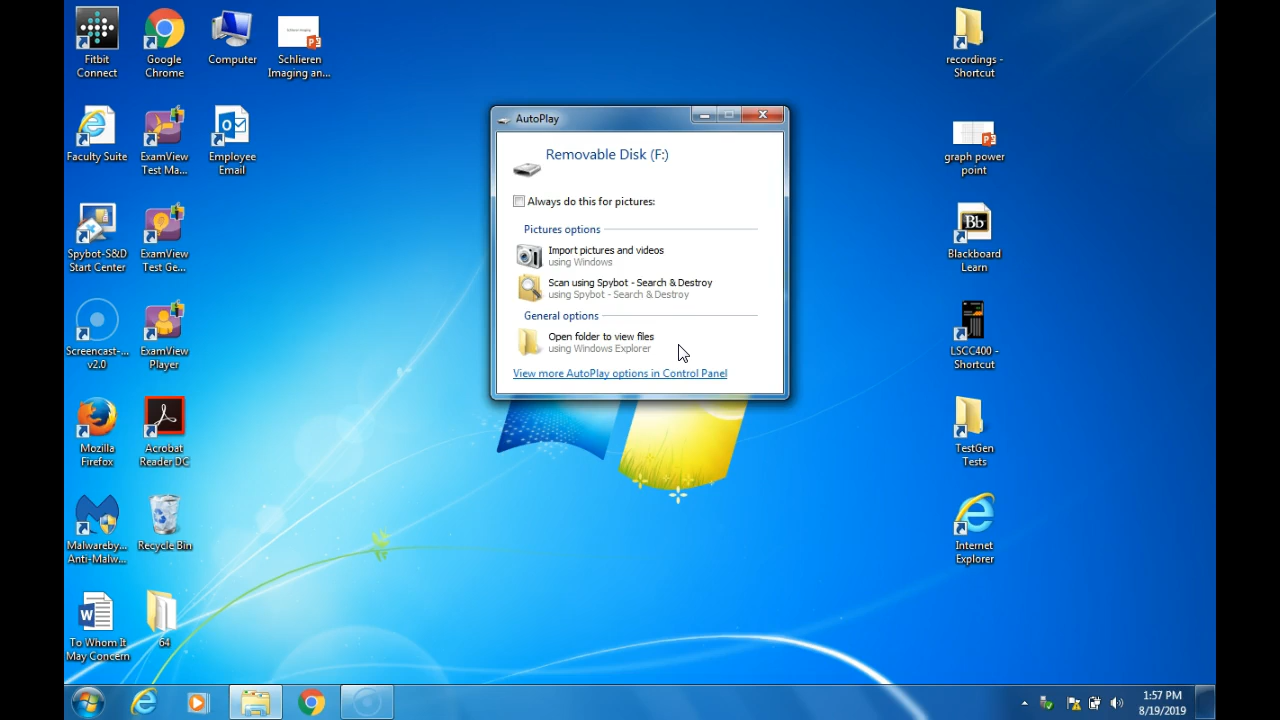 Fitbit
Connect
Google
Chrome
Computer
Schlieren
Imaging an...
recordings -
Shortcut
Faculty Suite
ExamView
Test Ma...
Employee
Email
graph power
point
Spybot-S&D
Start Center
ExamView
Test Ge...
Bb
Blackboard
Learn
Screencast-...
v2.0
ExamView
Player
LSCC400 -
Shortcut
Mozilla
Firefox
Acrobat
Reader DC
TestGen
Tests
Malwareby...
Anti-Malw...
Recycle Bin
Internet
Explorer
To Whom It
May Concern
64
AutoPlay
Removable Disk (F:)
Always do this for pictures:
Pictures options
Import pictures and videos
using Windows
Scan using Spybot - Search & Destroy
using Spybot - Search & Destroy
General options
Open folder to view files
using Windows Explorer
View more AutoPlay options in Control Panel
1:57 PM
8/19/2019